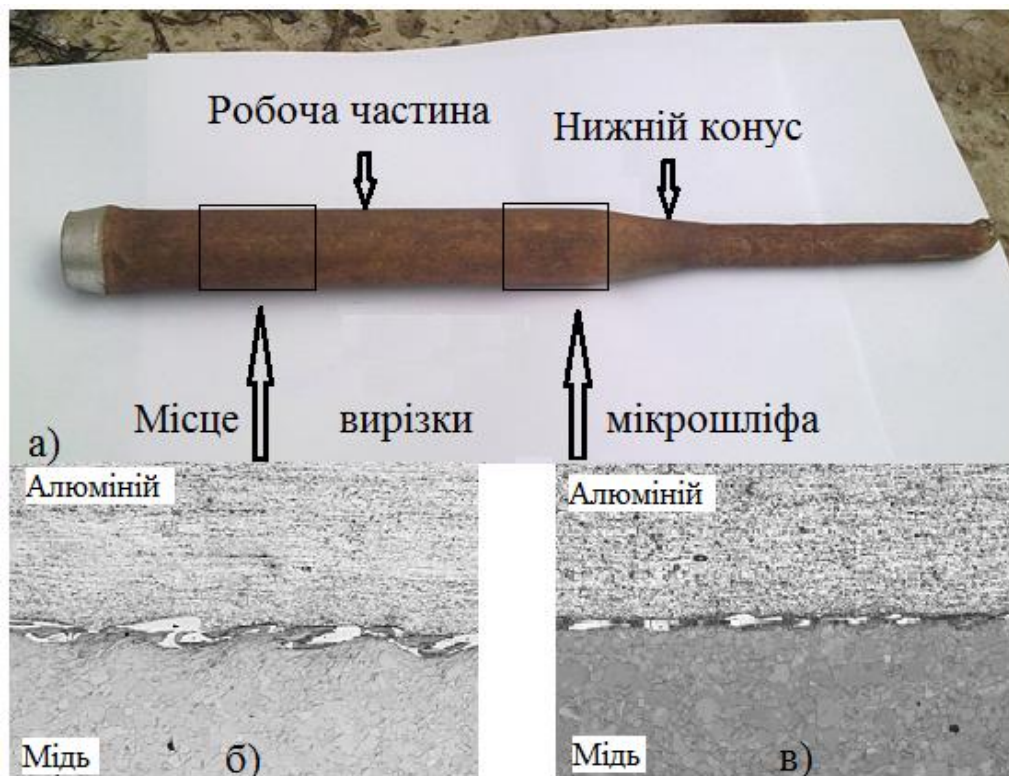 Робоча частина
Нижній конус
Місце вирізки мікрошліфа
а)
Алюміній
Алюміній
Мідь
б)
Мідь
в)